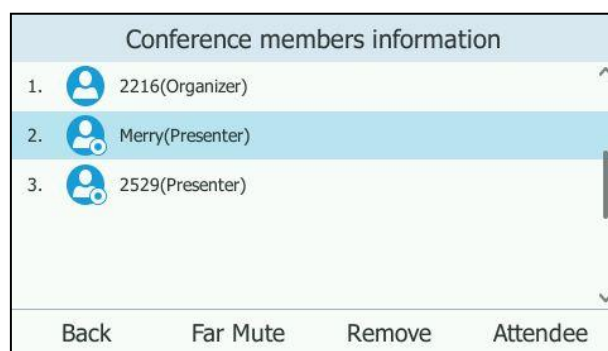 Conference members information
1. 2216(Organizer)
2. Merry(Presenter)
3. 2529(Presenter)
Back Far Mute Remove Attendee